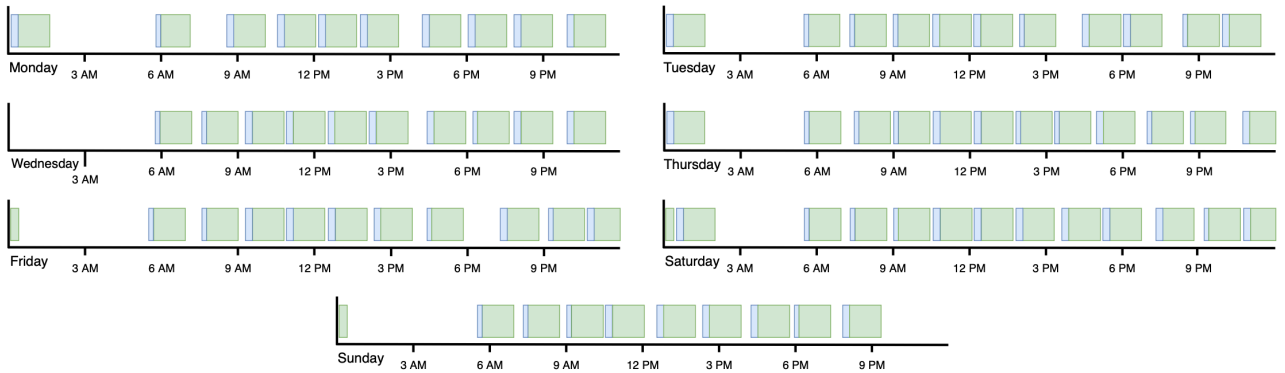 Monday 3 AM 6 AM 9 AM 12 PM 3 PM 6 PM 9 PM
Tuesday 3 AM 6 AM 9 AM 12 PM 3 PM 6 PM 9 PM
Wednesday 3 AM 6 AM 9 AM 12 PM 3 PM 6 PM 9 PM
Thursday 3 AM 6 AM 9 AM 12 PM 3 PM 6 PM 9 PM
Friday 3 AM 6 AM 9 AM 12 PM 3 PM 6 PM 9 PM
Saturday 3 AM 6 AM 9 AM 12 PM 3 PM 6 PM 9 PM
Sunday 3 AM 6 AM 9 AM 12 PM 3 PM 6 PM 9 PM